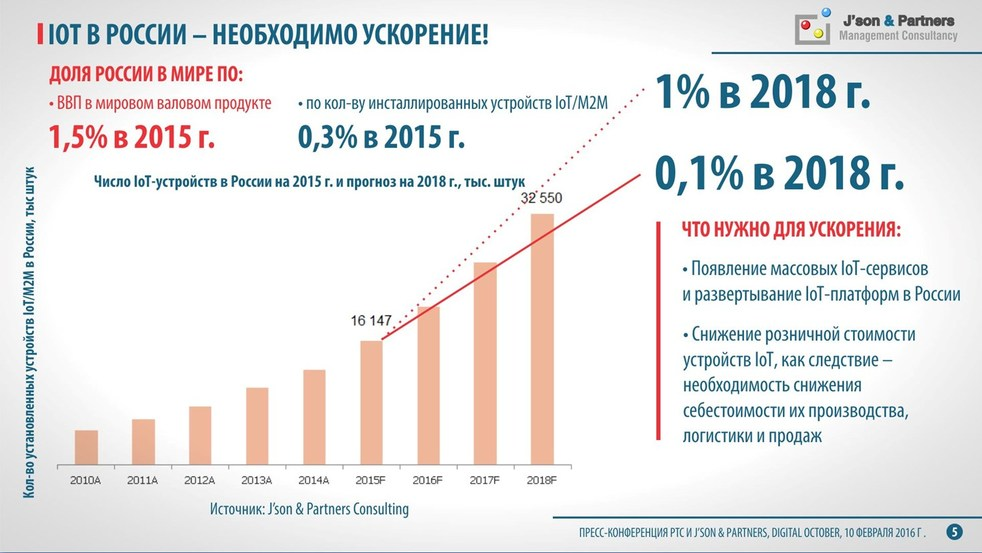 IOT В РОССИИ – НЕОБХОДИМО УСКОРЕНИЕ!
J'son & Partners
Management Consultancy
ДОЛЯ РОССИИ В МИРЕ ПО:
• ВВП в мировом валовом продукте
1,5% в 2015 г.
• по кол-ву инсталлированных устройств IoT/M2M
0,3% в 2015 г.
1% в 2018 г.
0,1% в 2018 г.
Число IoT-устройств в России на 2015 г. и прогноз на 2018 г., тыс. штук
Кол-во установленных устройств IoT/M2M в России, тыс штук
32 550
16 147
2010A 2011A 2012A 2013A 2014A 2015F 2016F 2017F 2018F
Источник: J'son & Partners Consulting
ЧТО НУЖНО ДЛЯ УСКОРЕНИЯ:
• Появление массовых IoT-сервисов
и развертывание IoT-платформ в России
• Снижение розничной стоимости
устройств IoT, как следствие –
необходимость снижения
себестоимости их производства,
логистики и продаж
ПРЕСС-КОНФЕРЕНЦИЯ РТС И J'SON & PARTNERS, DIGITAL OCTOBER, 10 ФЕВРАЛЯ 2016 Г .
5